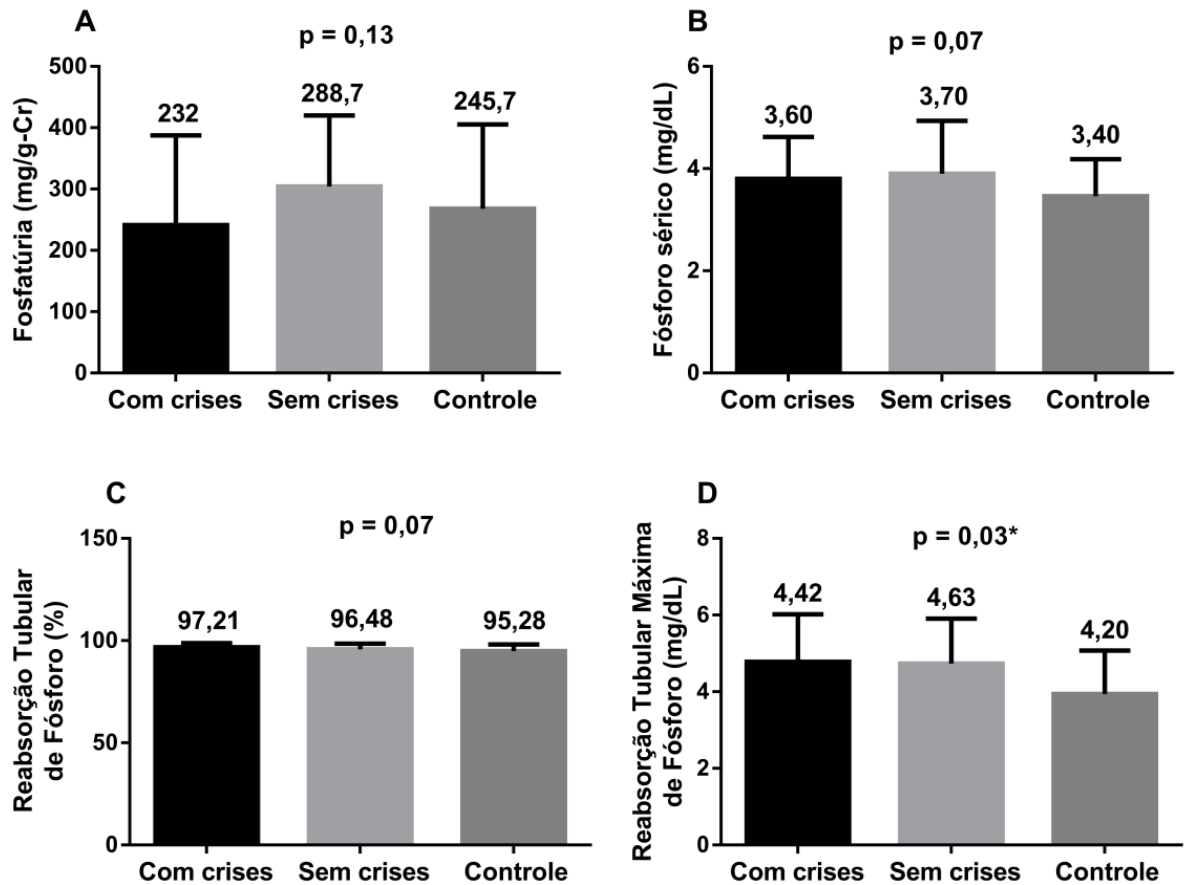 A
p = 0,13
Fosfatúria (mg/g-Cr)
500
400
300
200
100
0
232
288,7
245,7
Com crises
Sem crises
Controle
B
p = 0,07
Fósforo sérico (mg/dL)
6
4
2
0
3,60
3,70
3,40
Com crises
Sem crises
Controle
C
p = 0,07
Reabsorção Tubular
de Fósforo (%)
150
100
50
0
97,21
96,48
95,28
Com crises
Sem crises
Controle
D
p = 0,03*
Reabsorção Tubular Máxima
de Fósforo (mg/dL)
8
6
4
2
0
4,42
4,63
4,20
Com crises
Sem crises
Controle